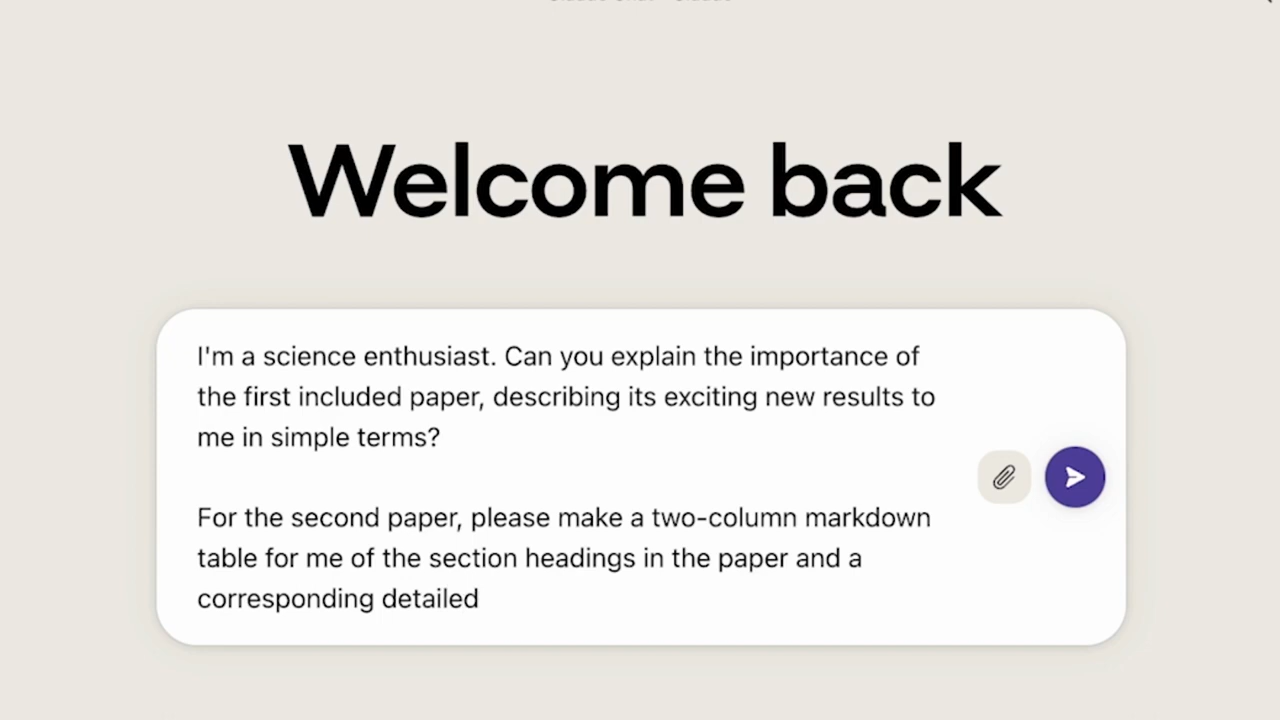 Welcome back
I'm a science enthusiast. Can you explain the importance of
the first included paper, describing its exciting new results to
me in simple terms?
For the second paper, please make a two-column markdown
table for me of the section headings in the paper and a
corresponding detailed